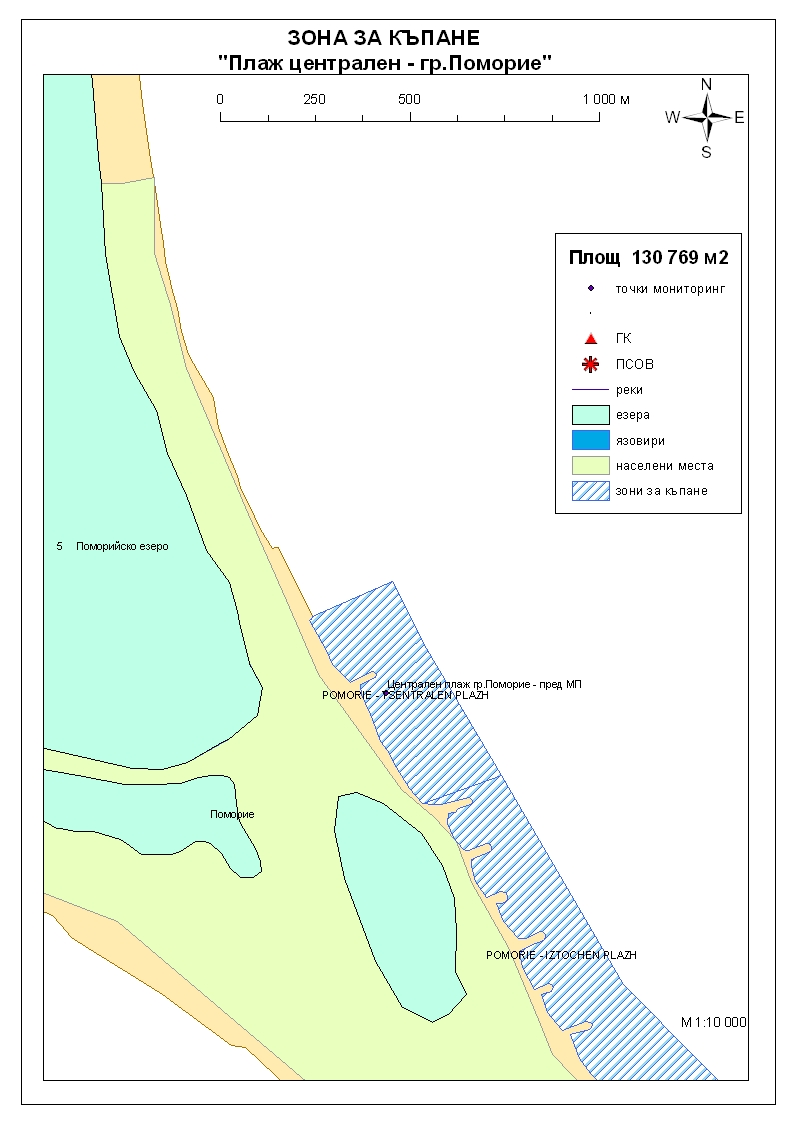 ЗОНА ЗА КЪПАНЕ
"Плаж централен - гр.Поморие"
0 250 500 1 000 м
N
W E
S
Площ 130 769 м2
точки мониторинг
ГК
ПСОВ
реки
езера
язовири
населени места
зони за къпане
5 Поморийско езеро
Централен плаж гр.Поморие - пред МП
POMORIE - TSENTRALEN PLAZH
Поморие
POMORIE - IZTOCHEN PLAZH
М 1:10 000